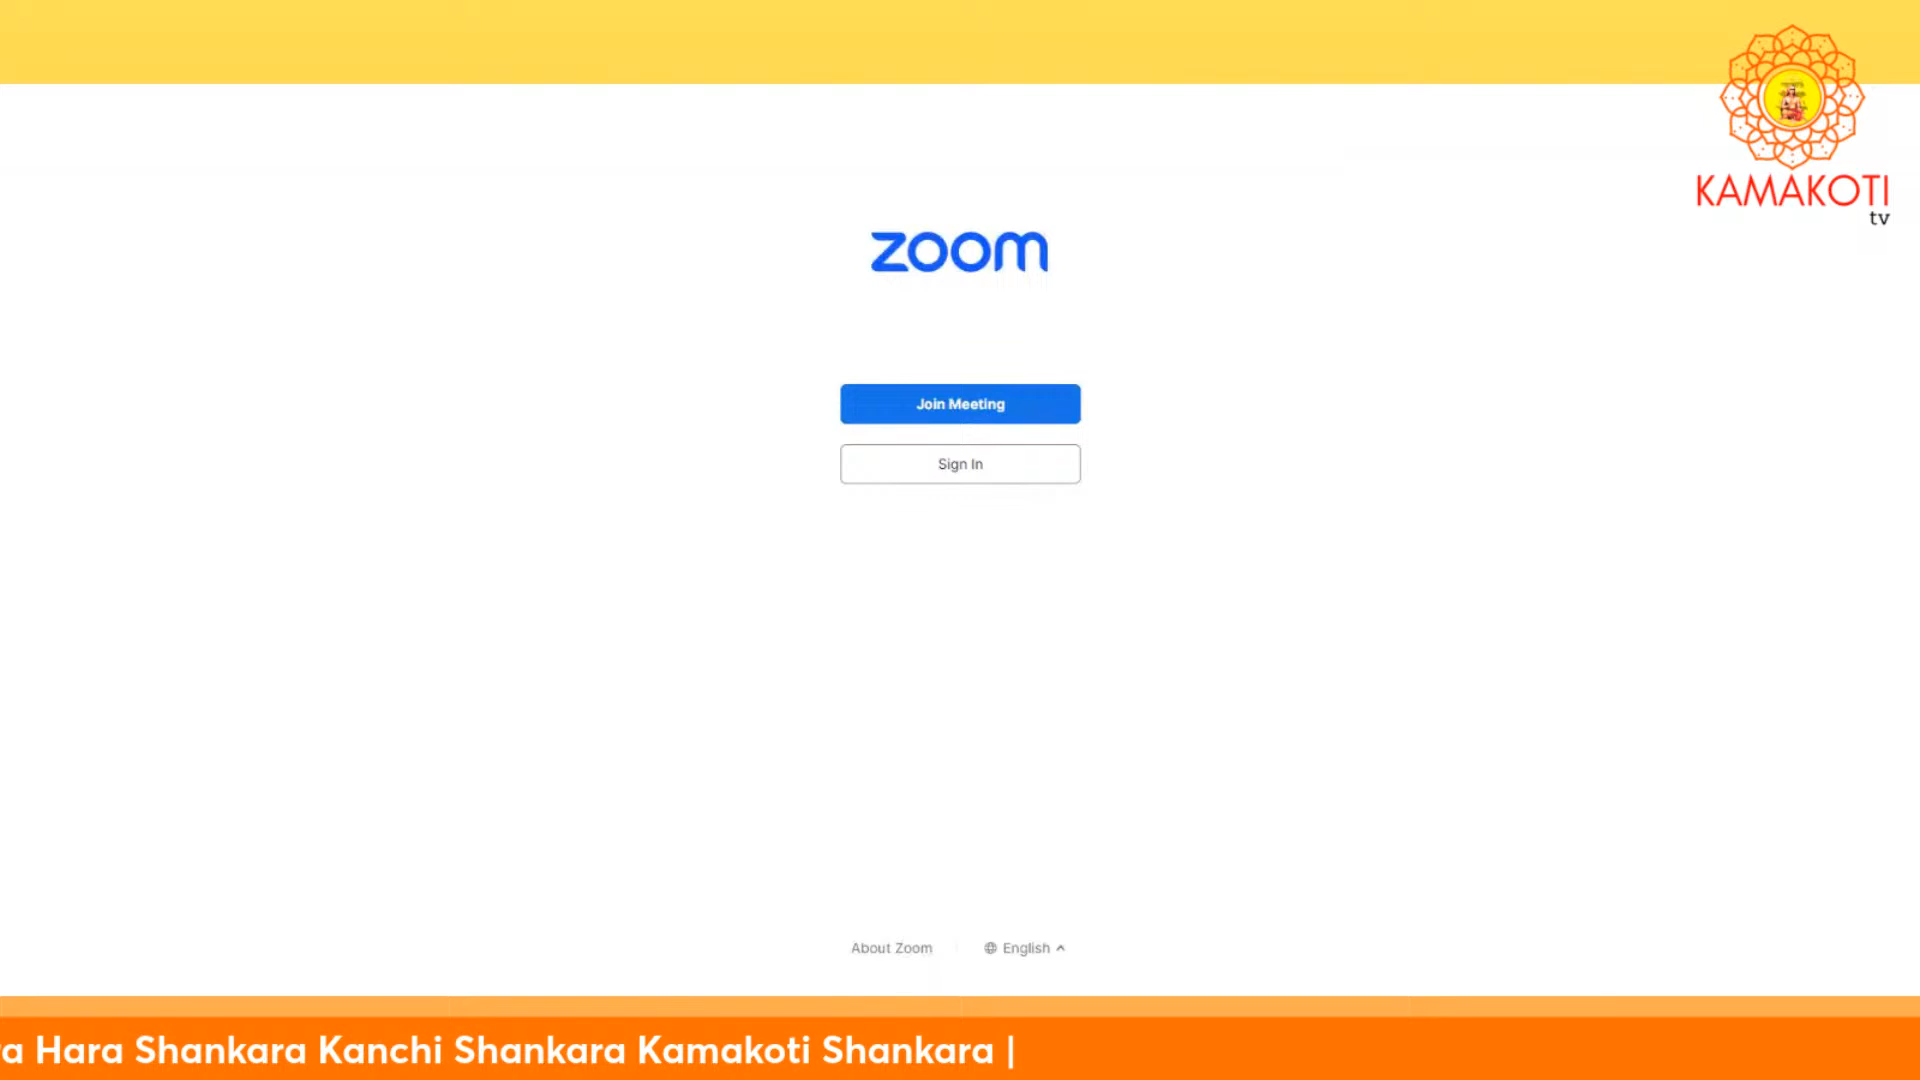 KAMAKOTI
tv
zoom
Join Meeting
Sign In
About Zoom
English
a Hara Shankara Kanchi Shankara Kamakoti Shankara |